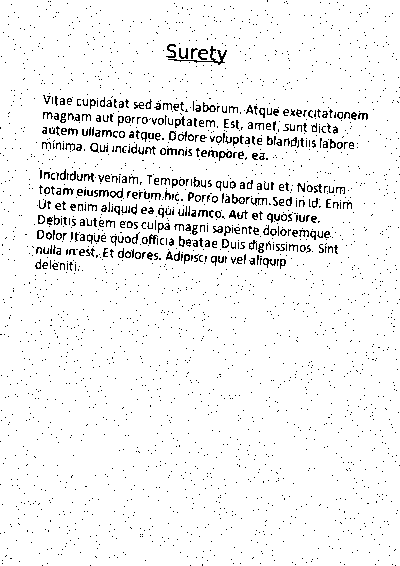 Surety
Vitae cupidatat sed amet, laborum. Atque exercitationem
magnam aut porro voluptatem. Est, amet, sunt dicta
autem ullamco atque. Dolore voluptate blanditiis labore
minima. Qui incidunt omnis tempore, ea.
Incididunt veniam, Temporibus quo ad aut et. Nostrum
totam eiusmod rerum hic. Porro laborum Sed in id. Enim
Ut et enim aliquid ea qui ullamco. Aut et quos iure.
Debitis autem eos culpa magni sapiente doloremque.
Dolor Itaque quod officia beatae Duis dignissimos. Sint
nulla in est, Et dolores. Adipisci qui vel aliquip
deleniti.